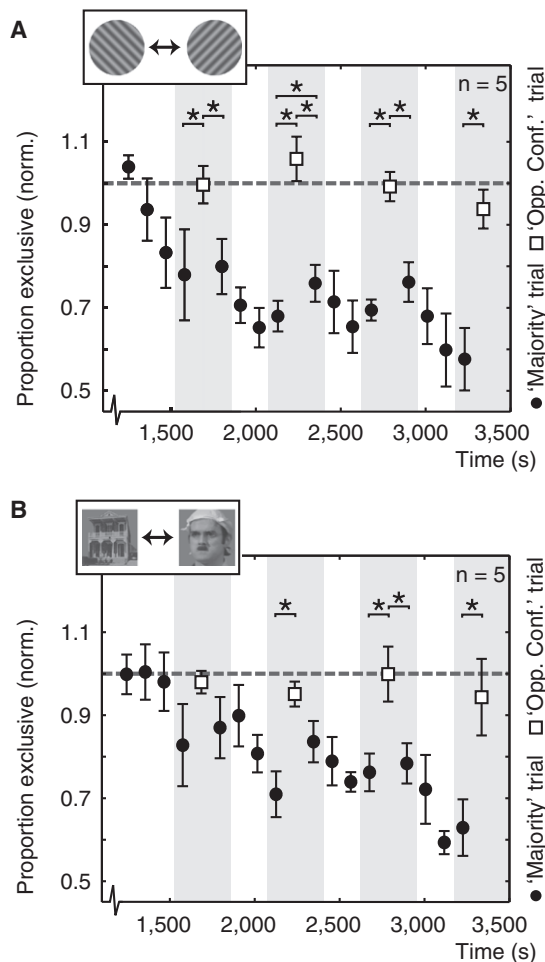 A
n = 5
* * * * * * * *
1.1
0.9
0.7
0.5
Proportion exclusive (norm.)
1,500 2,000 2,500 3,000 3,500
Time (s)
● ‘Majority’ trial □ ‘Opp. Conf.’ trial
B
n = 5
* * * *
1.1
0.9
0.7
0.5
Proportion exclusive (norm.)
1,500 2,000 2,500 3,000 3,500
Time (s)
● ‘Majority’ trial □ ‘Opp. Conf.’ trial